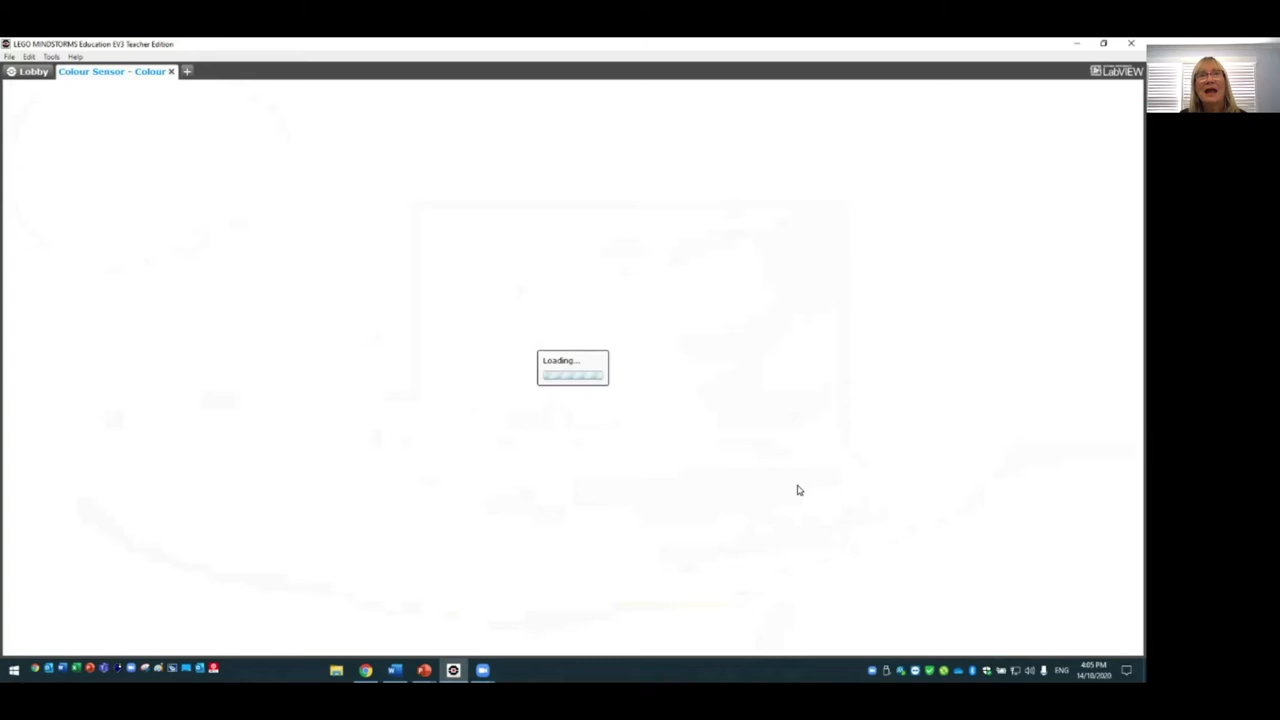 LEGO MINDSTORMS Education EV3 Teacher Edition
File Edit Tools Help
Lobby Colour Sensor - Colour LabVIEW
Loading...
ENG
4:05 PM
14/10/2020